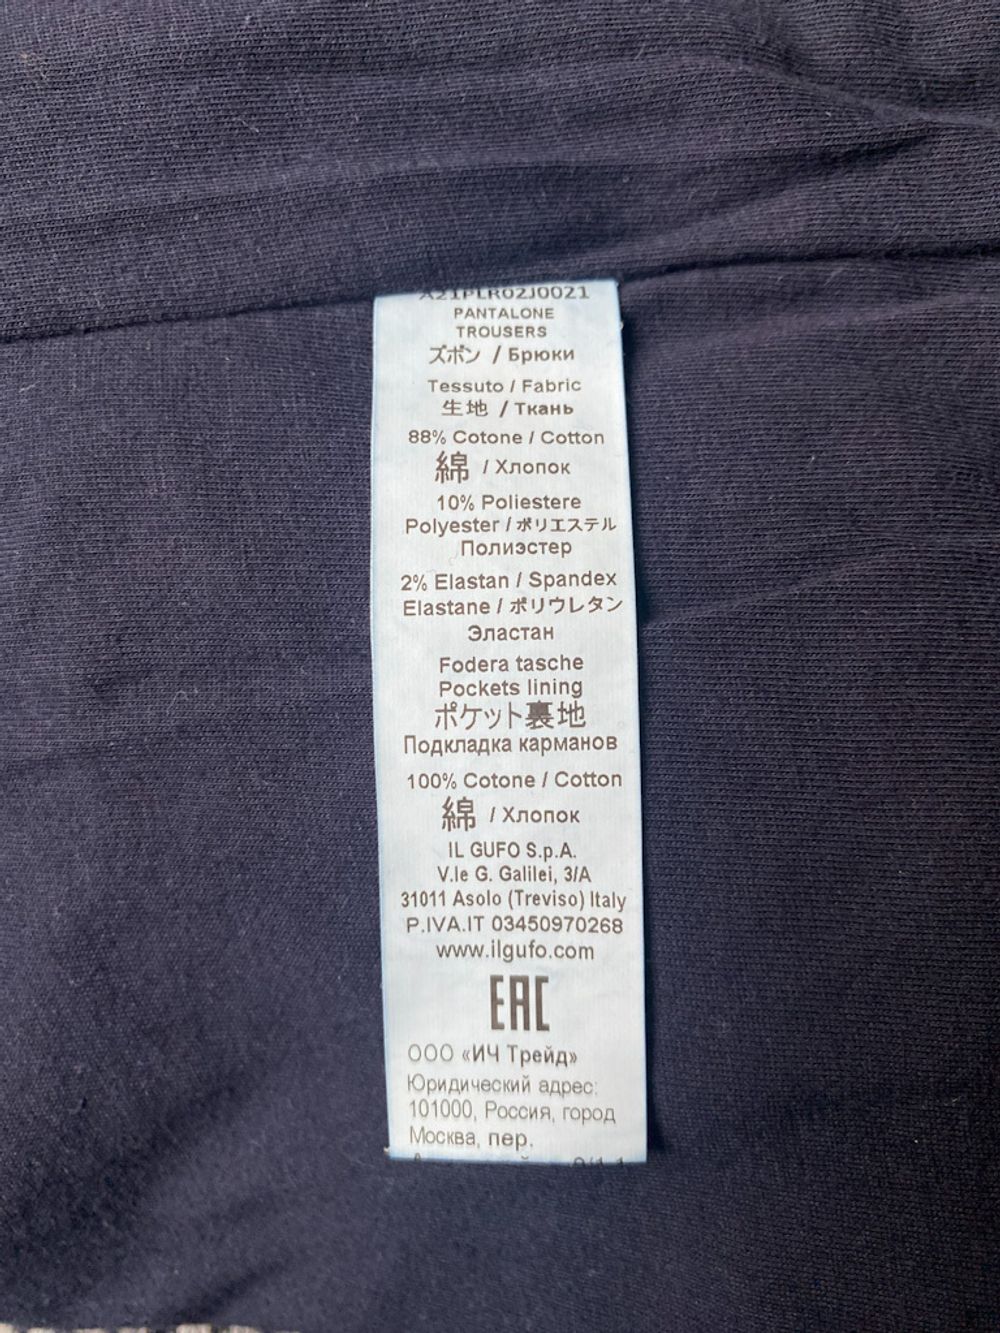 A21PLR02J0021
PANTALONE
TROUSERS
ズボン / Брюки
Tessuto / Fabric
生地 / Ткань
88% Cotone / Cotton
綿 / Хлопок
10% Poliestere
Polyester / ポリエステル
Полиэстер
2% Elastan / Spandex
Elastane / ポリウレタン
Эластан
Fodera tasche
Pockets lining
ポケット裏地
Подкладка карманов
100% Cotone / Cotton
綿 / Хлопок
IL GUFO S.p.A.
V.le G. Galilei, 3/A
31011 Asolo (Treviso) Italy
P.IVA.IT 03450970268
www.ilgufo.com
EAC
ООО «ИЧ Трейд»
Юридический адрес:
101000, Россия, город
Москва, пер.